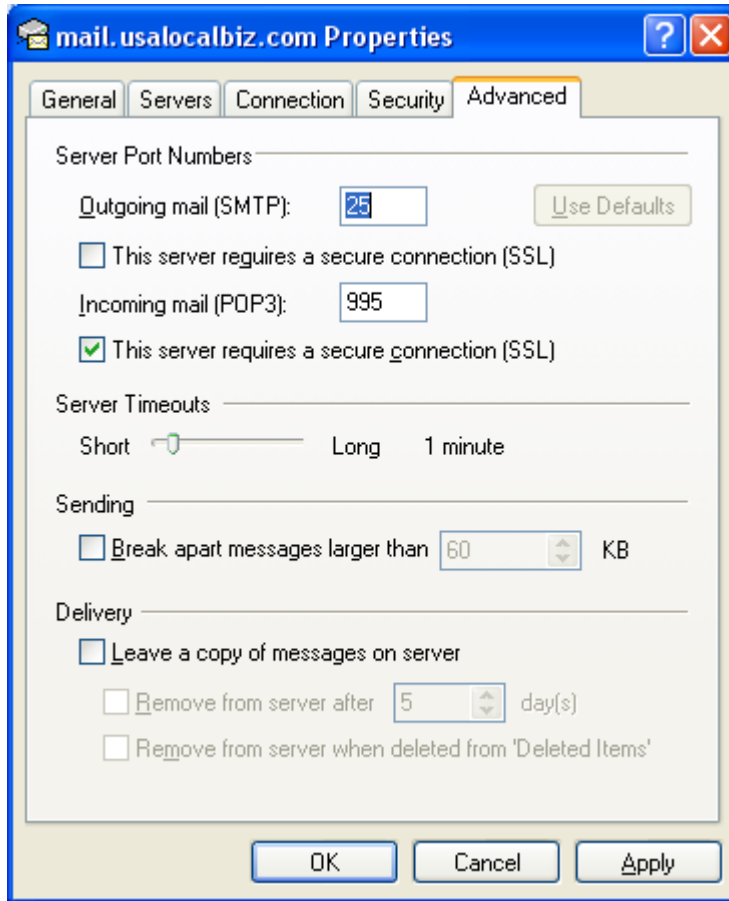 mail.usalocalbiz.com Properties
General Servers Connection Security Advanced
Server Port Numbers
Outgoing mail (SMTP): 25 Use Defaults
This server requires a secure connection (SSL)
Incoming mail (POP3): 995
This server requires a secure connection (SSL)
Server Timeouts
Short Long 1 minute
Sending
Break apart messages larger than 60 KB
Delivery
Leave a copy of messages on server
Remove from server after 5 day(s)
Remove from server when deleted from 'Deleted Items'
OK Cancel Apply